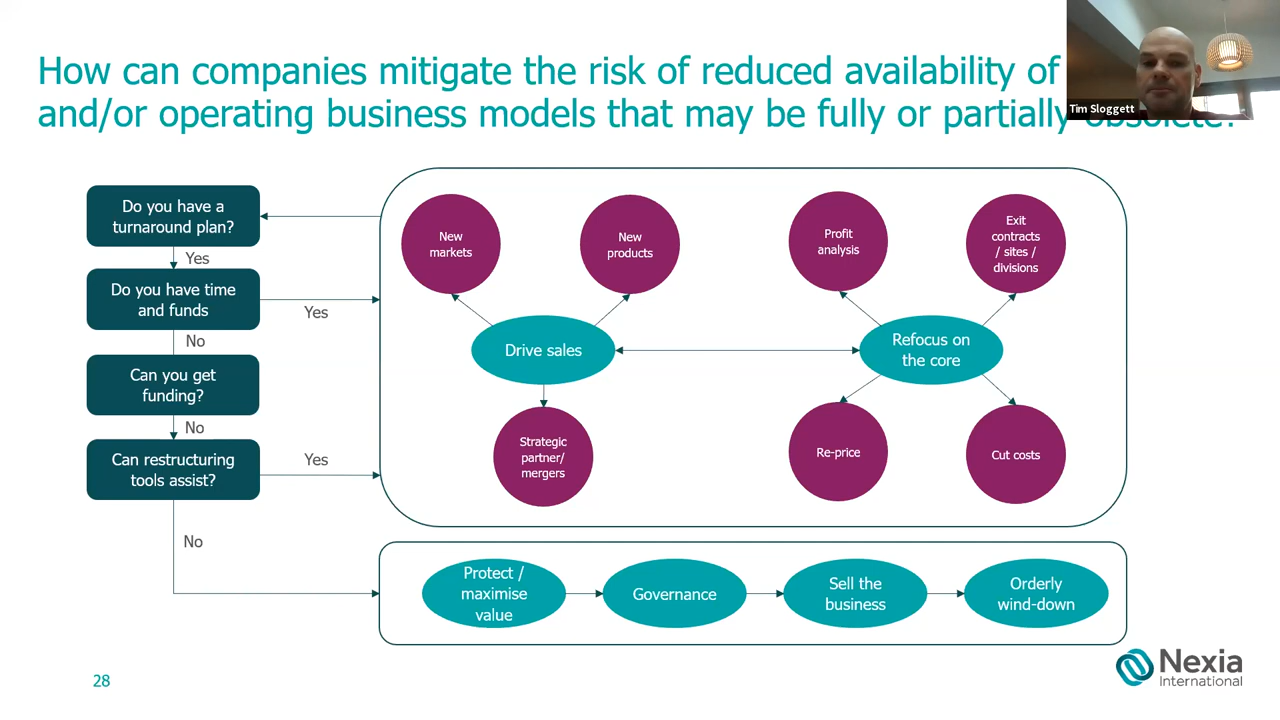 How can companies mitigate the risk of reduced availability of
and/or operating business models that may be fully or partially obsolete?
Tim Sloggett
Do you have a
turnaround plan?
Yes
Do you have time
and funds
Yes
No
Can you get
funding?
No
Can restructuring
tools assist?
Yes
No
New
markets
New
products
Drive sales
Strategic
partner/
mergers
Profit
analysis
Exit
contracts
/ sites /
divisions
Refocus on
the core
Re-price
Cut costs
Protect /
maximise
value
Governance
Sell the
business
Orderly
wind-down
28
Nexia
International